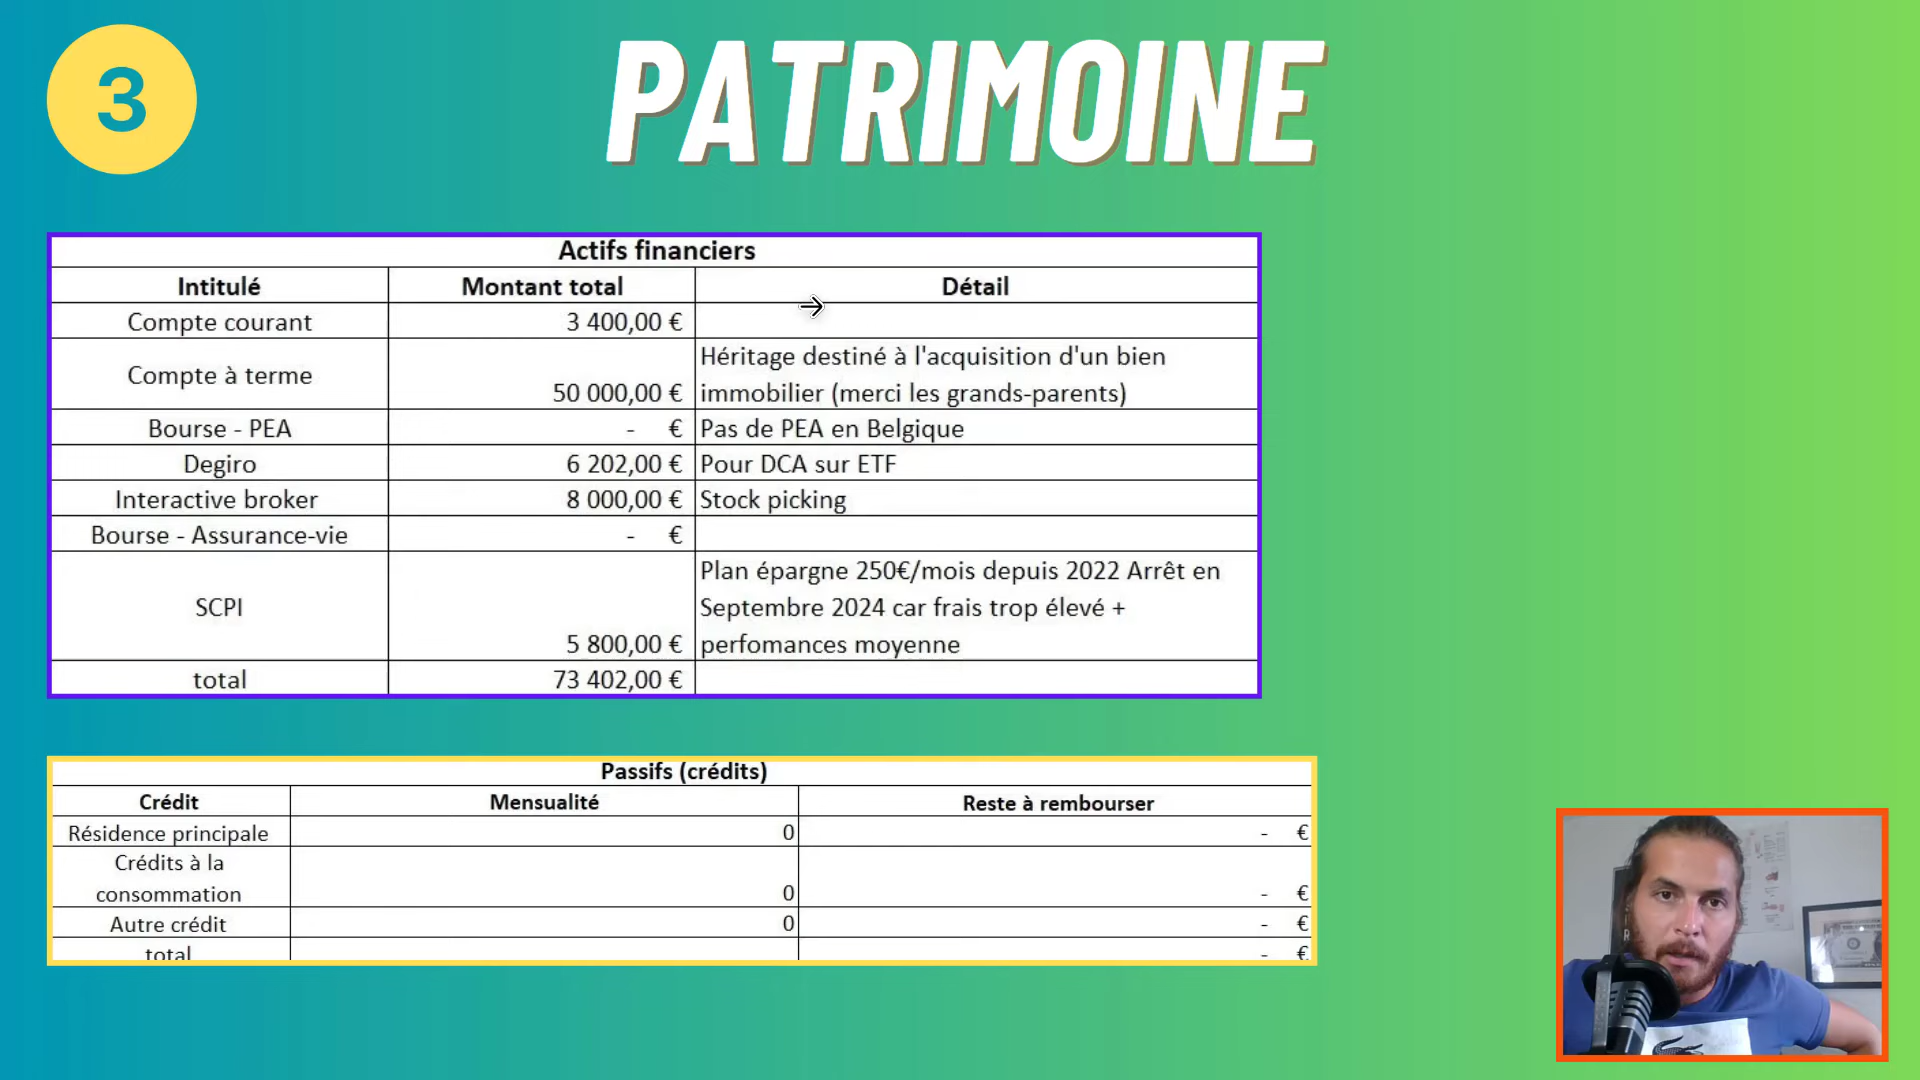 3
PATRIMOINE
Actifs financiers
Intitulé Montant total Détail
Compte courant 3 400,00 €
Compte à terme 50 000,00 € Héritage destiné à l'acquisition d'un bien
immobilier (merci les grands-parents)
Bourse - PEA - € Pas de PEA en Belgique
Degiro 6 202,00 € Pour DCA sur ETF
Interactive broker 8 000,00 € Stock picking
Bourse - Assurance-vie - €
SCPI 5 800,00 € Plan épargne 250€/mois depuis 2022 Arrêt en
Septembre 2024 car frais trop élevé +
perfomances moyenne
total 73 402,00 €
Passifs (crédits)
Crédit Mensualité Reste à rembourser
Résidence principale 0 - €
Crédits à la
consommation 0 - €
Autre crédit 0 - €
total - €